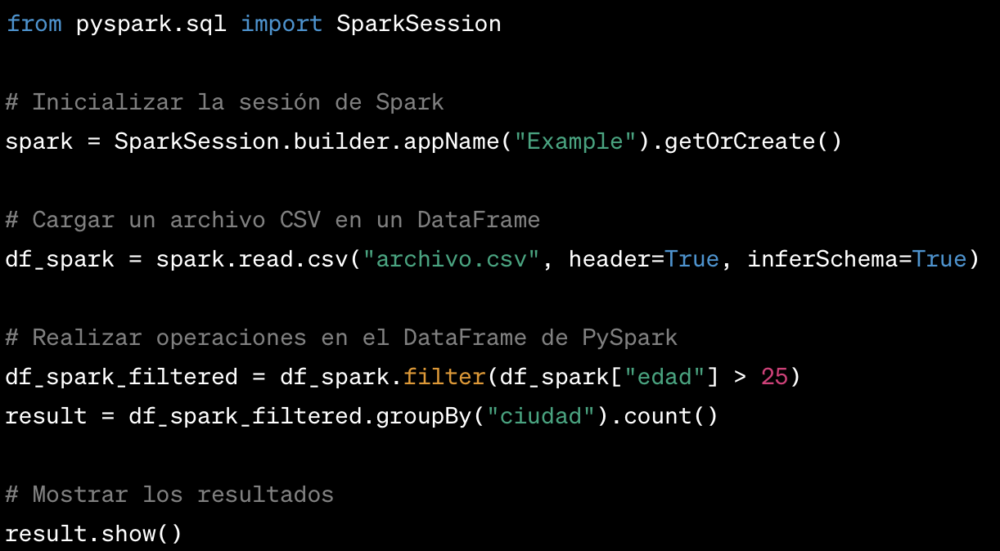 from pyspark.sql import SparkSession
# Inicializar la sesión de Spark
spark = SparkSession.builder.appName("Example").getOrCreate()
# Cargar un archivo CSV en un DataFrame
df_spark = spark.read.csv("archivo.csv", header=True, inferSchema=True)
# Realizar operaciones en el DataFrame de PySpark
df_spark_filtered = df_spark.filter(df_spark["edad"] > 25)
result = df_spark_filtered.groupBy("ciudad").count()
# Mostrar los resultados
result.show()